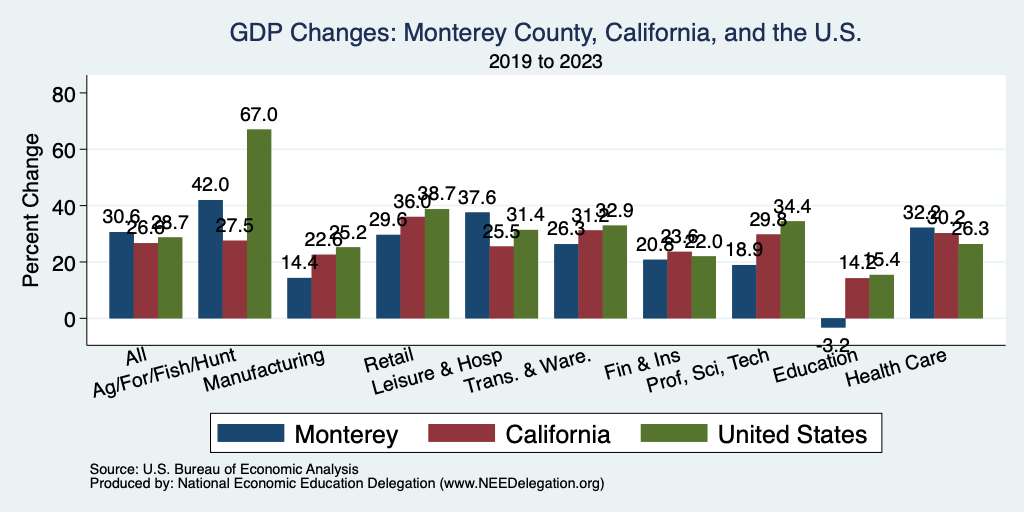 GDP Changes: Monterey County, California, and the U.S.
2019 to 2023
Percent Change
80
60
40
20
0
30.6 26.6 28.7
42.0 27.5 67.0
14.4 22.6 25.2
29.6 36.0 38.7
37.6 25.5 31.4
26.3 31.2 32.9
20.8 23.6 22.0
18.9 29.8 34.4
-3.2 14.2 15.4
30.2 26.3
All
Ag/For/Fish/Hunt
Manufacturing
Retail
Leisure & Hosp
Trans. & Ware.
Fin & Ins
Prof, Sci, Tech
Education
Health Care
Monterey California United States
Source: U.S. Bureau of Economic Analysis
Produced by: National Economic Education Delegation (www.NEEDelegation.org)